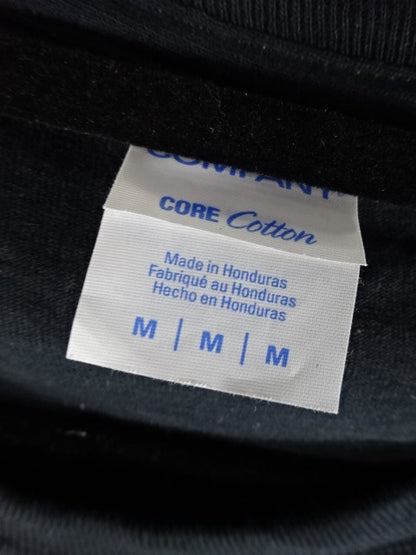 COMPANY
CORE Cotton
Made in Honduras
Fabriqué au Honduras
Hecho en Honduras
M | M | M